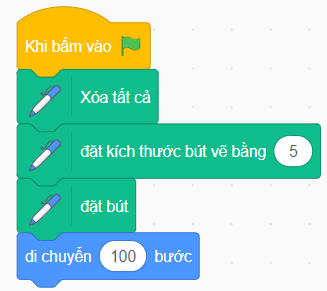 Khi bấm vào
Xóa tất cả
đặt kích thước bút vẽ bằng 5
đặt bút
di chuyển 100 bước